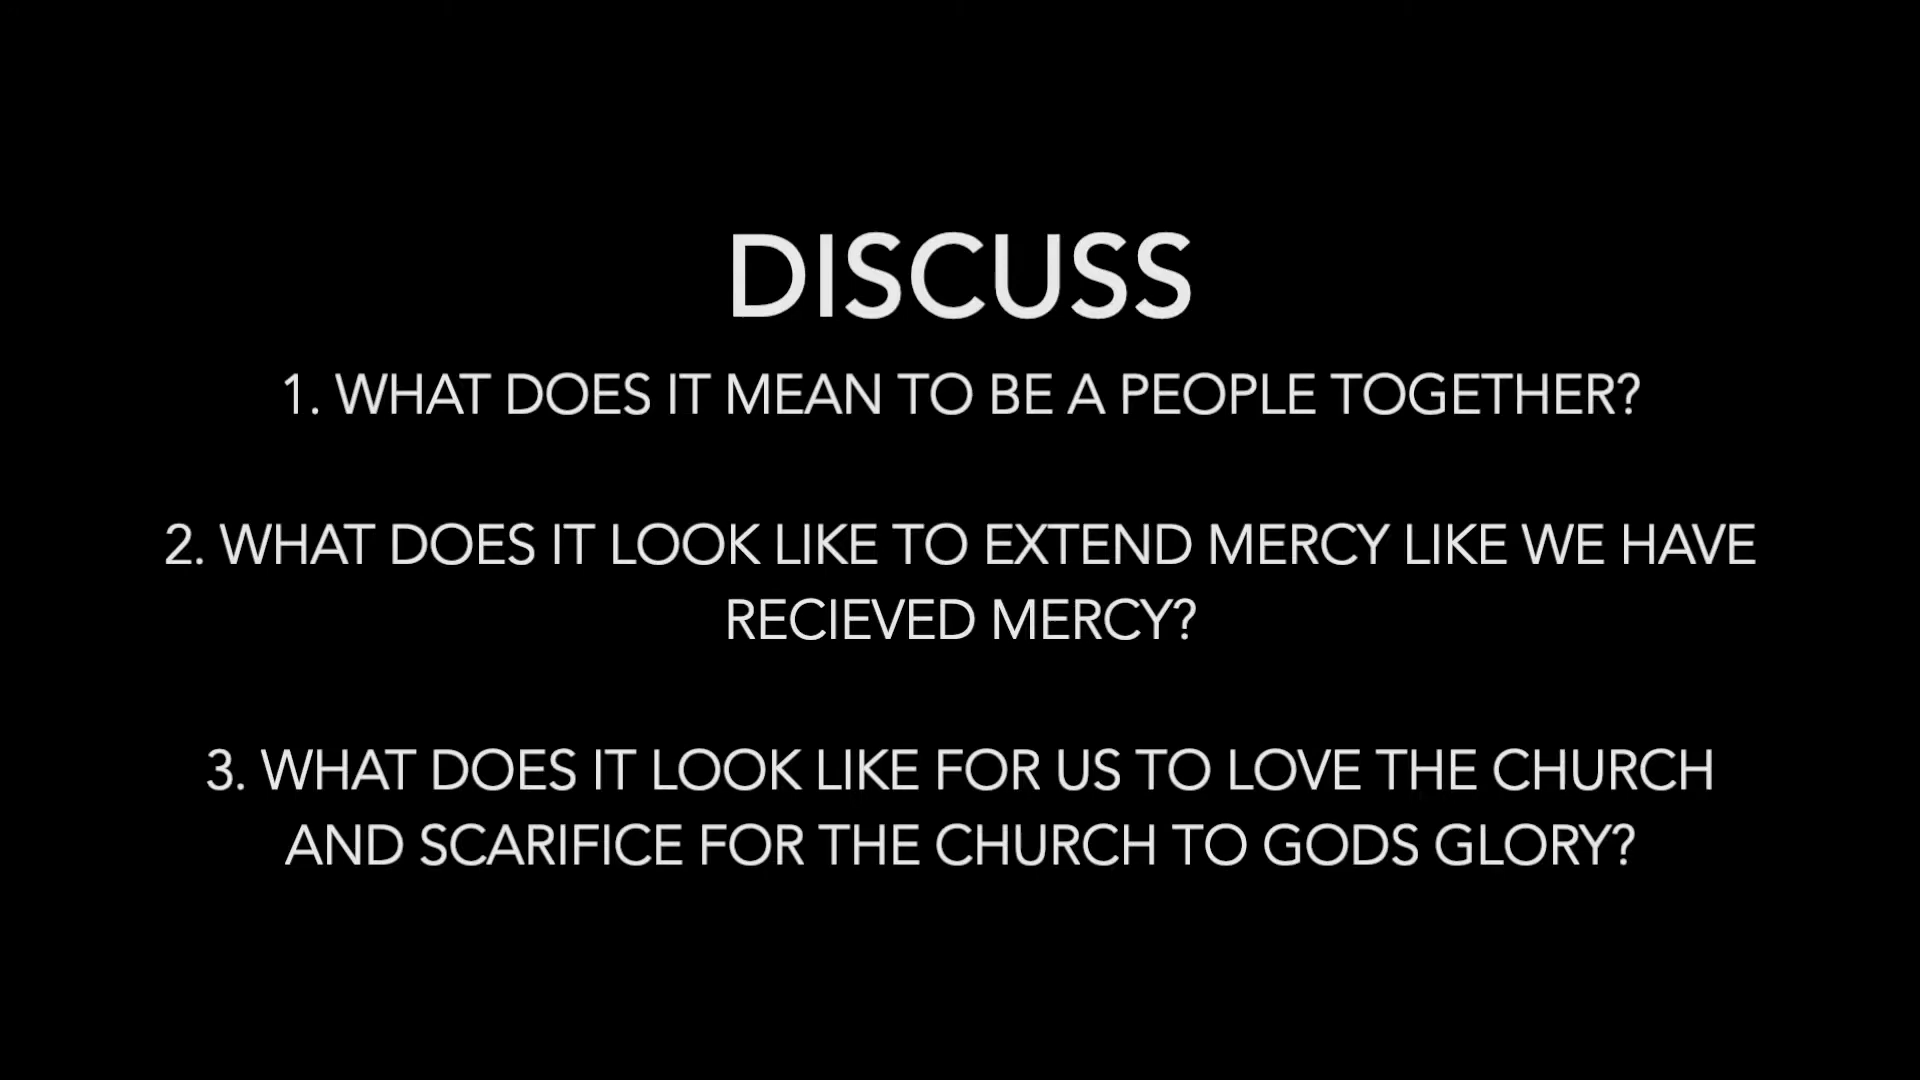 DISCUSS
1. WHAT DOES IT MEAN TO BE A PEOPLE TOGETHER?
2. WHAT DOES IT LOOK LIKE TO EXTEND MERCY LIKE WE HAVE
RECIEVED MERCY?
3. WHAT DOES IT LOOK LIKE FOR US TO LOVE THE CHURCH
AND SCARIFICE FOR THE CHURCH TO GODS GLORY?